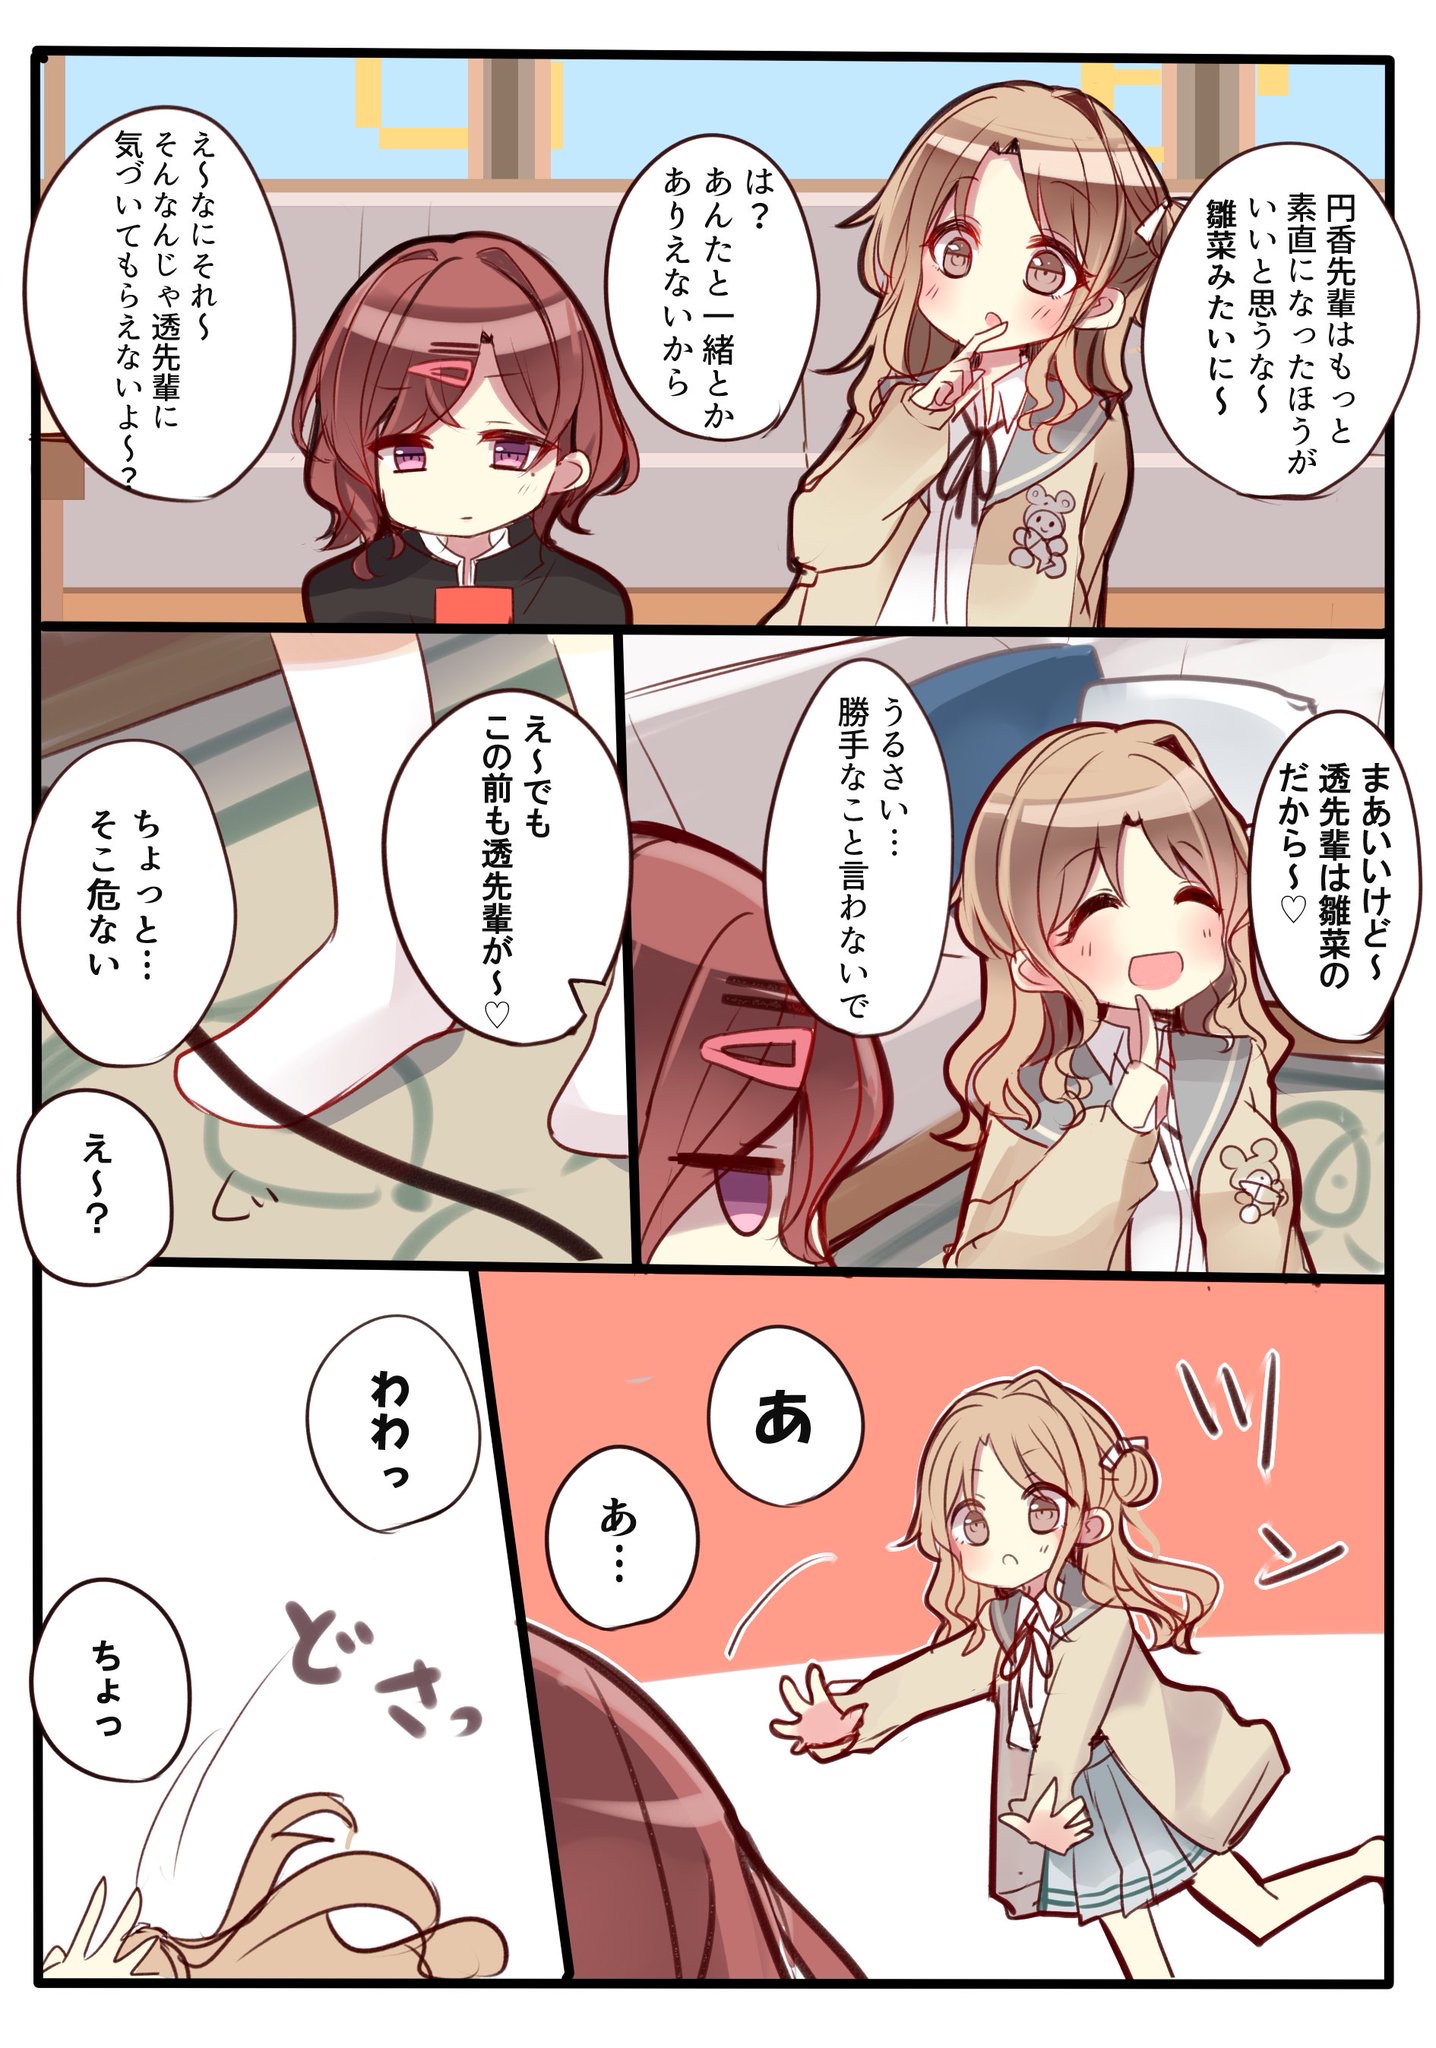 円香先輩はもっと
素直になったほうが
いいと思うな〜
雛菜みたいに〜
は？
あんたと一緒とか
ありえないから
え〜なにそれ〜
そんなんじゃ透先輩に
気づいてもらえないよ〜？
まあいいけど〜
透先輩は雛菜の
だから〜♡
うるさい…
勝手なこと言わないで
え〜でも
この前も透先輩が〜♡
ちょっと…
そこ危ない
え〜？
ツン
あ
あ…
わわっ
どさっ
ちょっ